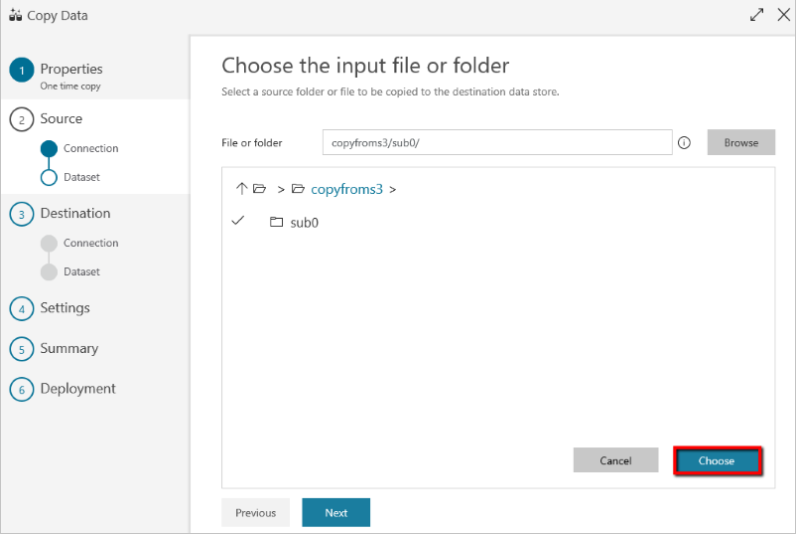 Copy Data
1 Properties
One time copy
2 Source
Connection
Dataset
3 Destination
Connection
Dataset
4 Settings
5 Summary
6 Deployment
Choose the input file or folder
Select a source folder or file to be copied to the destination data store.
File or folder copyfroms3/sub0/ Browse
> copyfroms3 >
sub0
Cancel Choose
Previous Next